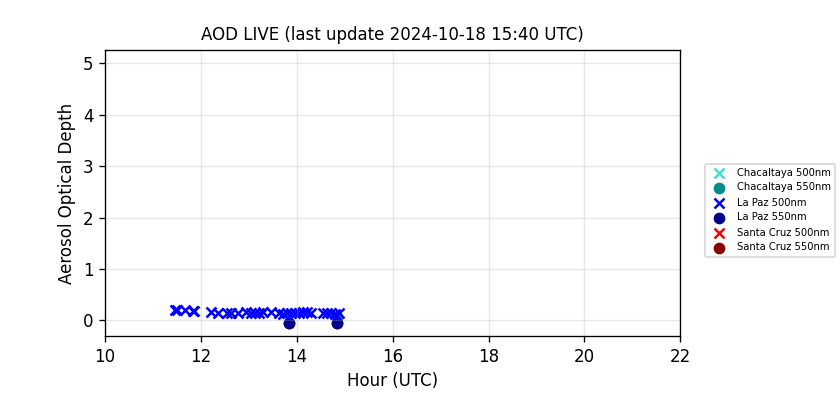 AOD LIVE (last update 2024-10-18 15:40 UTC)
5
4
3
2
1
0
Aerosol Optical Depth
10 12 14 16 18 20 22
Hour (UTC)
Chacaltaya 500nm
Chacaltaya 550nm
La Paz 500nm
La Paz 550nm
Santa Cruz 500nm
Santa Cruz 550nm